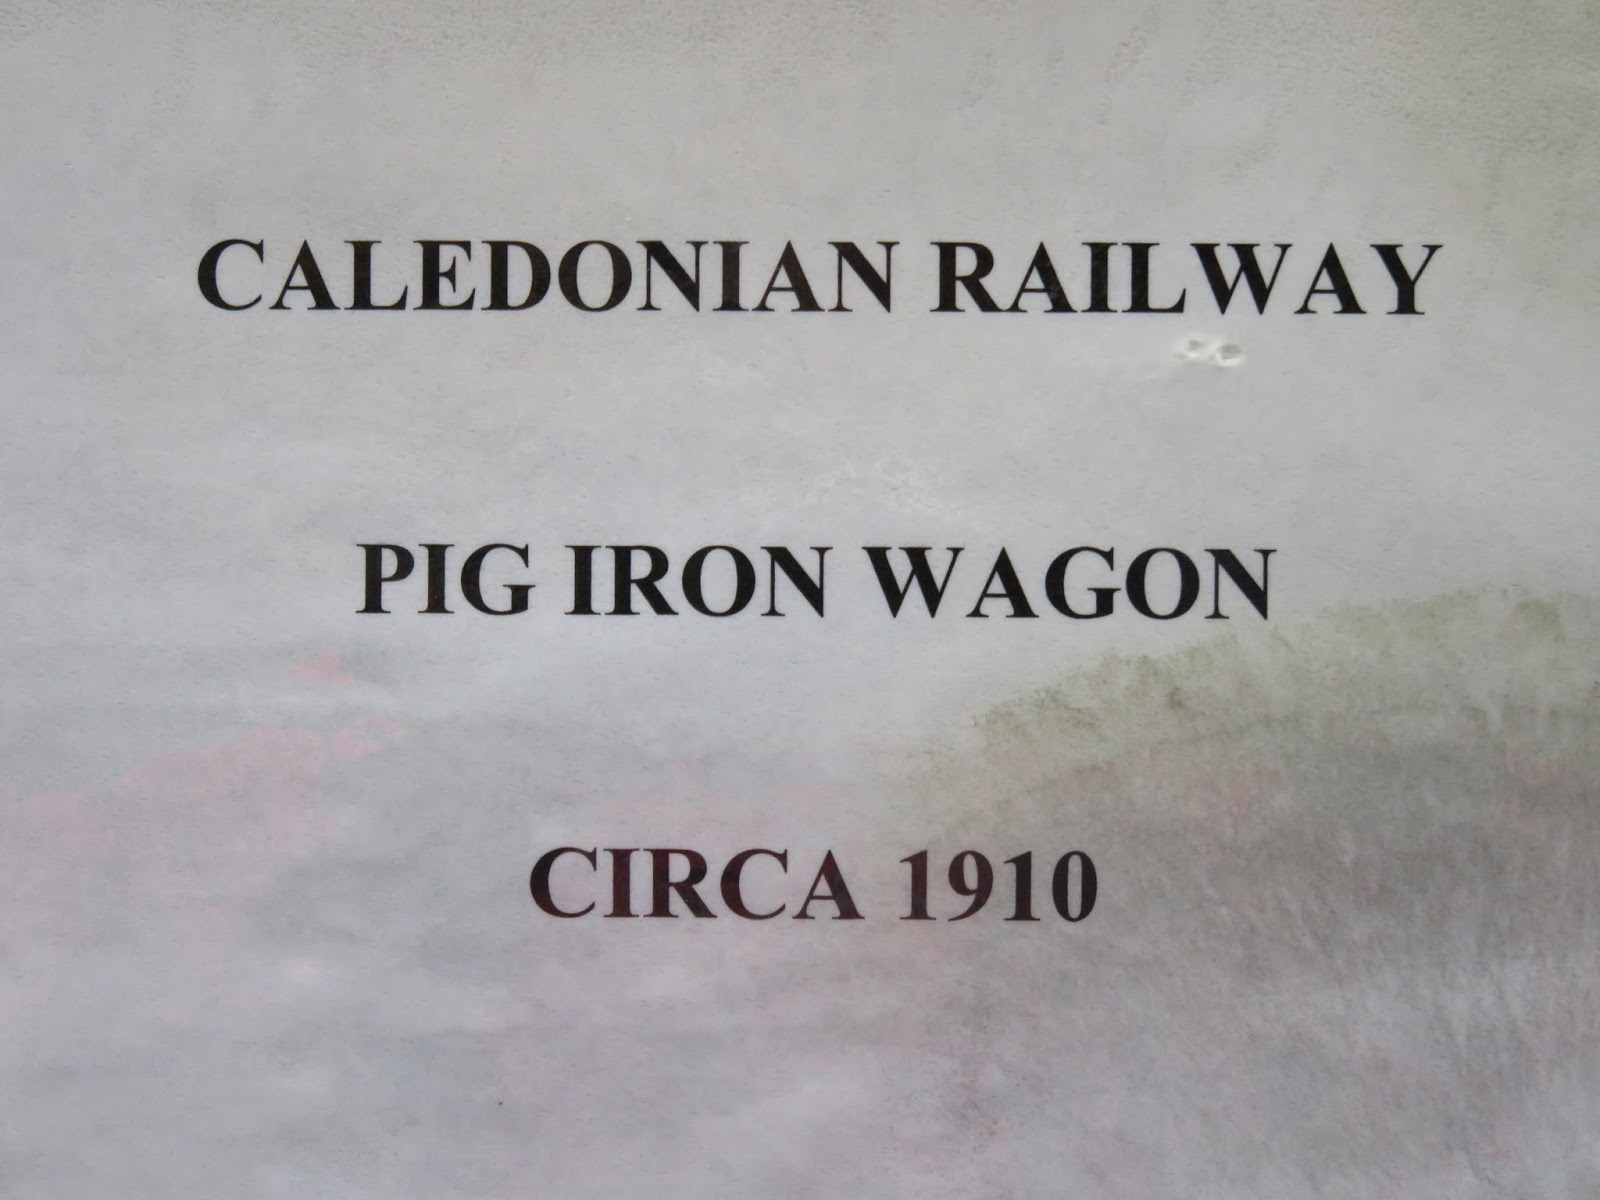 CALEDONIAN RAILWAY
PIG IRON WAGON
CIRCA 1910